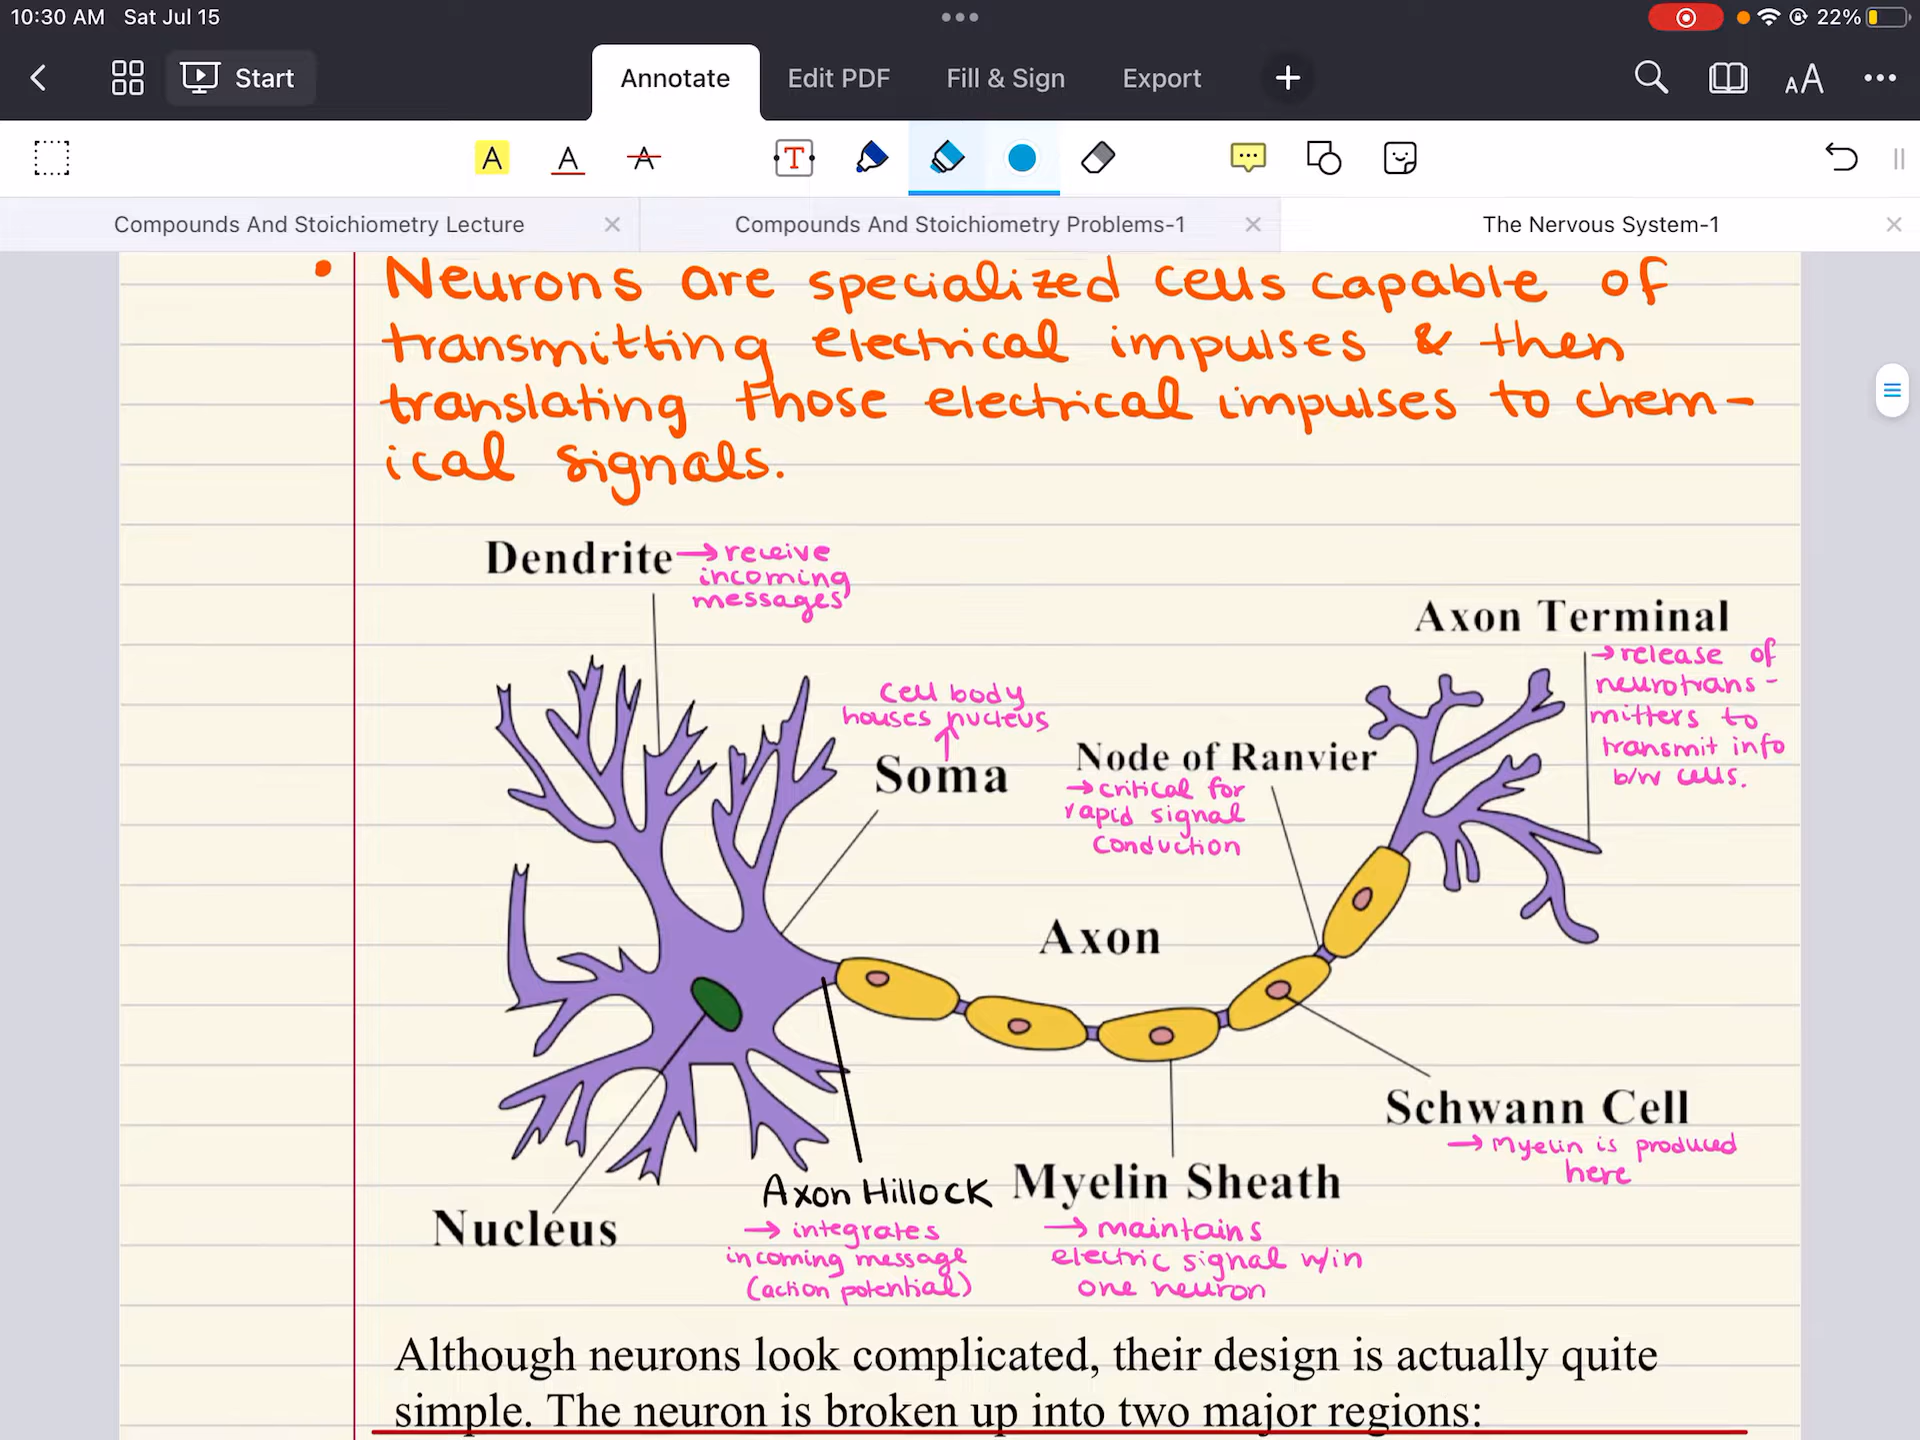 10:30 AM Sat Jul 15
22%
Start
Annotate
Edit PDF
Fill & Sign
Export
AA
A A A T
Compounds And Stoichiometry Lecture
Compounds And Stoichiometry Problems-1
The Nervous System-1
• Neurons are specialized cells capable of
transmitting electrical impulses & then
translating those electrical impulses to chem-
ical signals.
Dendrite → receive
incoming
messages
Axon Terminal
→ release of
neurotrans-
mitters to
transmit info
b/w cells.
Cell body
houses nucleus
↑
Soma
Node of Ranvier
→ critical for
rapid signal
conduction
Axon
Schwann Cell
→ Myelin is produced
here
Axon Hillock
→ integrates
incoming message
(action potential)
Myelin Sheath
→ maintains
electric signal w/in
one neuron
Nucleus
Although neurons look complicated, their design is actually quite
simple. The neuron is broken up into two major regions: